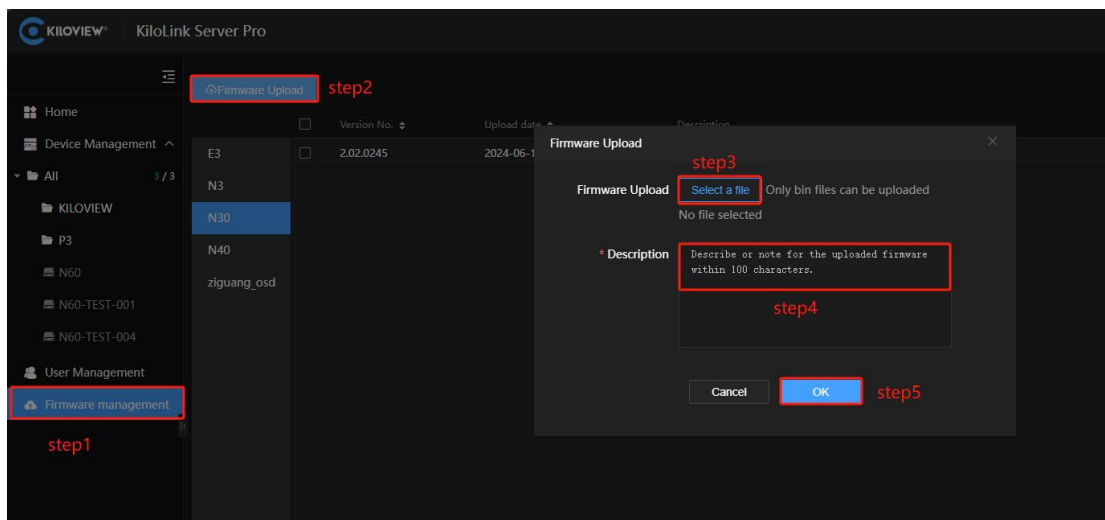 KILOVIEW® KiloLink Server Pro
Firmware Upload step2
Home
Device Management
All 3 / 3
KILOVIEW
P3
N60
N60-TEST-001
N60-TEST-004
User Management
Firmware management
step1
Version No. Upload date Description
E3 2.02.0245 2024-06-1
N3
N30
N40
ziguang_osd
Firmware Upload
step3
Firmware Upload Select a file Only bin files can be uploaded
No file selected
* Description Describe or note for the uploaded firmware
within 100 characters.
step4
Cancel OK step5